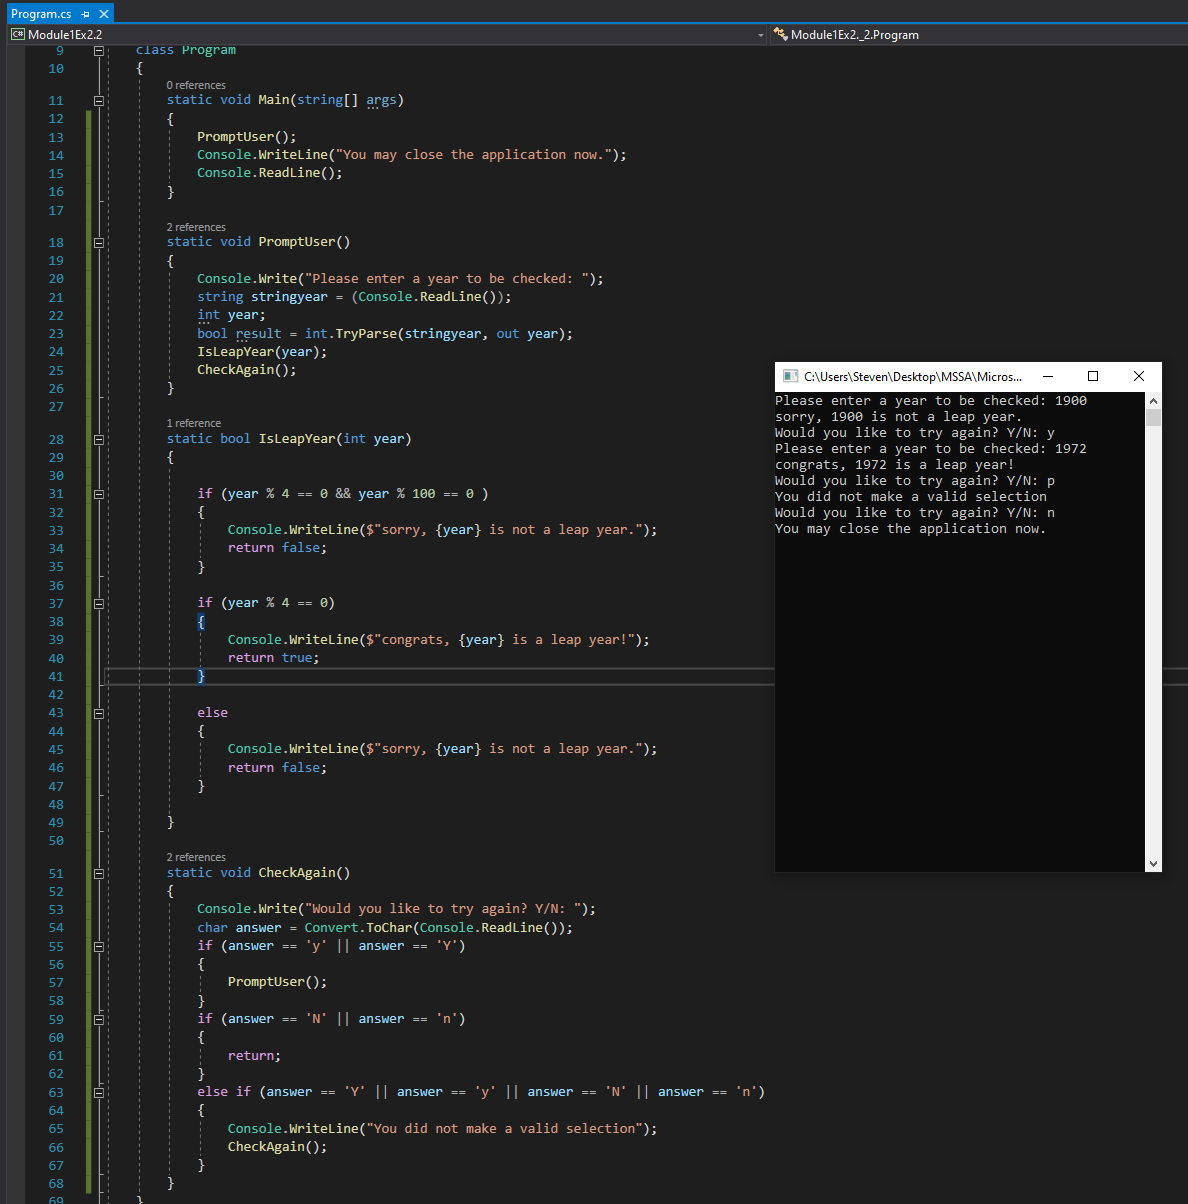 Program.cs
Module1Ex2.2
Module1Ex2._2.Program
9 class Program
10 {
0 references
11 static void Main(string[] args)
12 {
13 PromptUser();
14 Console.WriteLine("You may close the application now.");
15 Console.ReadLine();
16 }
17
2 references
18 static void PromptUser()
19 {
20 Console.Write("Please enter a year to be checked: ");
21 string stringyear = (Console.ReadLine());
22 int year;
23 bool result = int.TryParse(stringyear, out year);
24 IsLeapYear(year);
25 CheckAgain();
26 }
27
1 reference
28 static bool IsLeapYear(int year)
29 {
30
31 if (year % 4 == 0 && year % 100 == 0 )
32 {
33 Console.WriteLine($"sorry, {year} is not a leap year.");
34 return false;
35 }
36
37 if (year % 4 == 0)
38 {
39 Console.WriteLine($"congrats, {year} is a leap year!");
40 return true;
41 }
42
43 else
44 {
45 Console.WriteLine($"sorry, {year} is not a leap year.");
46 return false;
47 }
48
49 }
50
2 references
51 static void CheckAgain()
52 {
53 Console.Write("Would you like to try again? Y/N: ");
54 char answer = Convert.ToChar(Console.ReadLine());
55 if (answer == 'y' || answer == 'Y')
56 {
57 PromptUser();
58 }
59 if (answer == 'N' || answer == 'n')
60 {
61 return;
62 }
63 else if (answer == 'Y' || answer == 'y' || answer == 'N' || answer == 'n')
64 {
65 Console.WriteLine("You did not make a valid selection");
66 CheckAgain();
67 }
68 }
69 }
C:\Users\Steven\Desktop\MSSA\Micros...
Please enter a year to be checked: 1900
sorry, 1900 is not a leap year.
Would you like to try again? Y/N: y
Please enter a year to be checked: 1972
congrats, 1972 is a leap year!
Would you like to try again? Y/N: p
You did not make a valid selection
Would you like to try again? Y/N: n
You may close the application now.